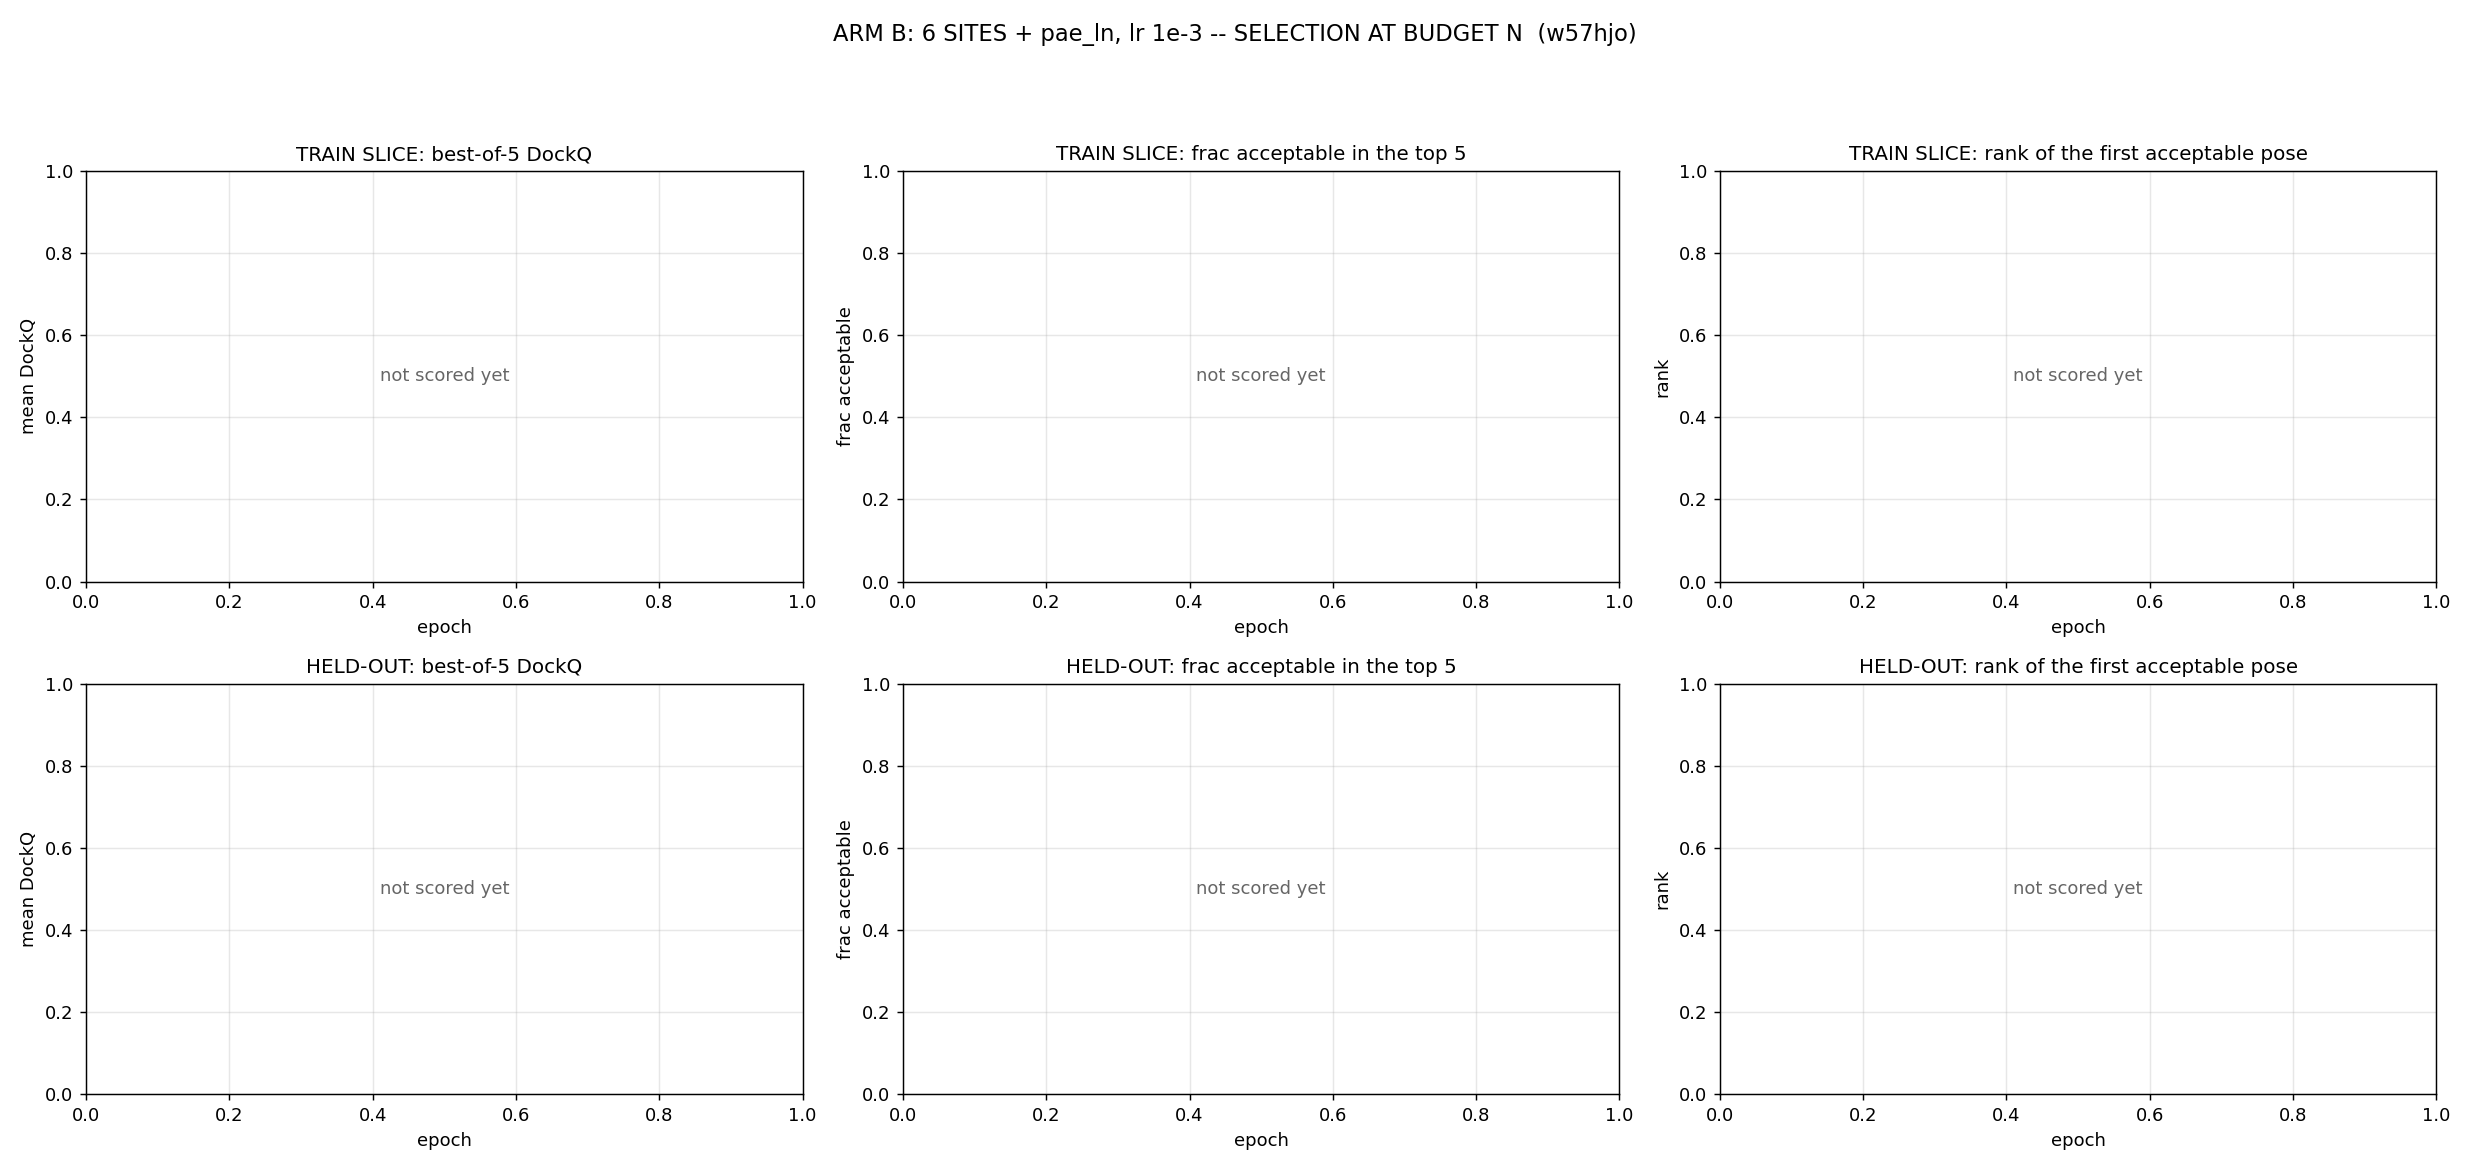 ARM B: 6 SITES + pae_ln, lr 1e-3 -- SELECTION AT BUDGET N  (w57hjo)
TRAIN SLICE: best-of-5 DockQ
mean DockQ
1.0
0.8
0.6
0.4
0.2
0.0
not scored yet
0.0 0.2 0.4 0.6 0.8 1.0
epoch
TRAIN SLICE: frac acceptable in the top 5
frac acceptable
1.0
0.8
0.6
0.4
0.2
0.0
not scored yet
0.0 0.2 0.4 0.6 0.8 1.0
epoch
TRAIN SLICE: rank of the first acceptable pose
rank
1.0
0.8
0.6
0.4
0.2
0.0
not scored yet
0.0 0.2 0.4 0.6 0.8 1.0
epoch
HELD-OUT: best-of-5 DockQ
mean DockQ
1.0
0.8
0.6
0.4
0.2
0.0
not scored yet
0.0 0.2 0.4 0.6 0.8 1.0
epoch
HELD-OUT: frac acceptable in the top 5
frac acceptable
1.0
0.8
0.6
0.4
0.2
0.0
not scored yet
0.0 0.2 0.4 0.6 0.8 1.0
epoch
HELD-OUT: rank of the first acceptable pose
rank
1.0
0.8
0.6
0.4
0.2
0.0
not scored yet
0.0 0.2 0.4 0.6 0.8 1.0
epoch